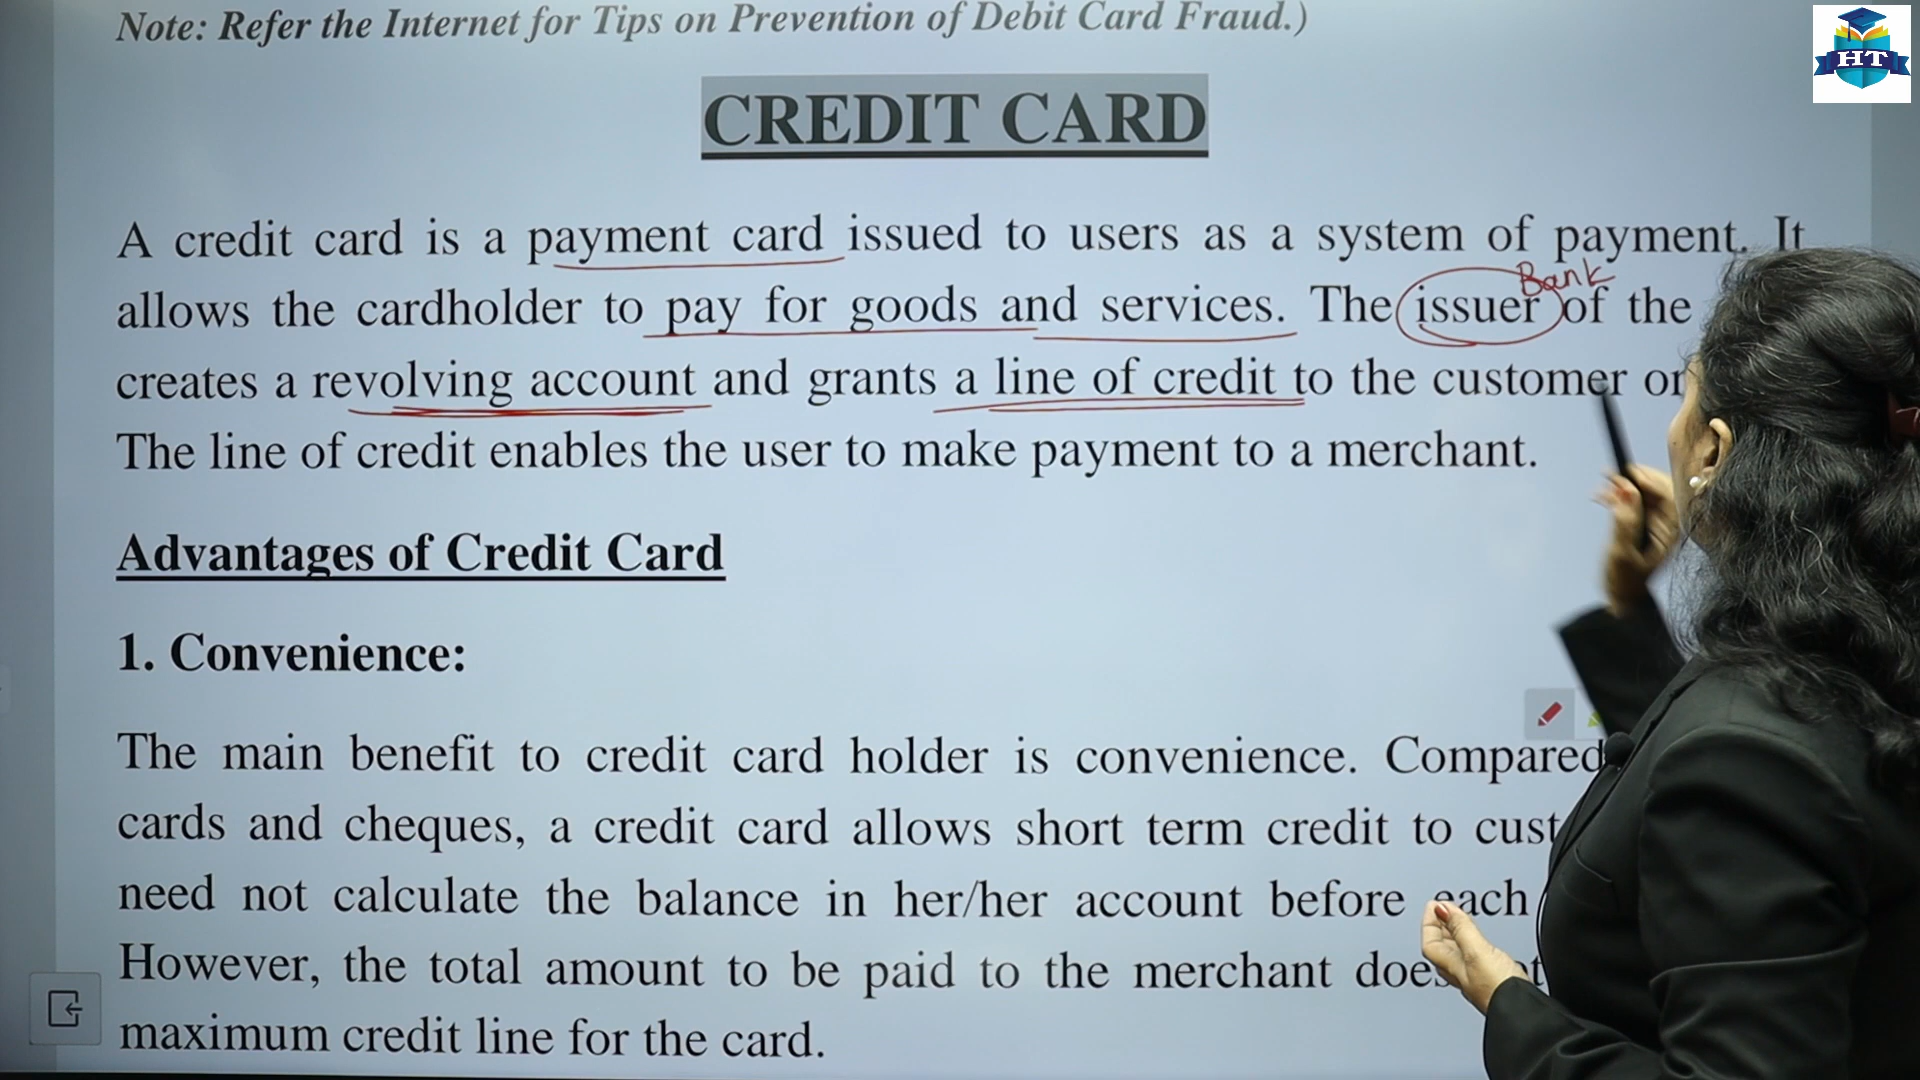 Note: Refer the Internet for Tips on Prevention of Debit Card Fraud.)
HT
CREDIT CARD
A credit card is a payment card issued to users as a system of payment. It
Bank
allows the cardholder to pay for goods and services. The issuer of the
creates a revolving account and grants a line of credit to the customer or
The line of credit enables the user to make payment to a merchant.
Advantages of Credit Card
1. Convenience:
The main benefit to credit card holder is convenience. Compared
cards and cheques, a credit card allows short term credit to
need not calculate the balance in her/her account before each
However, the total amount to be paid to the merchant
maximum credit line for the card.